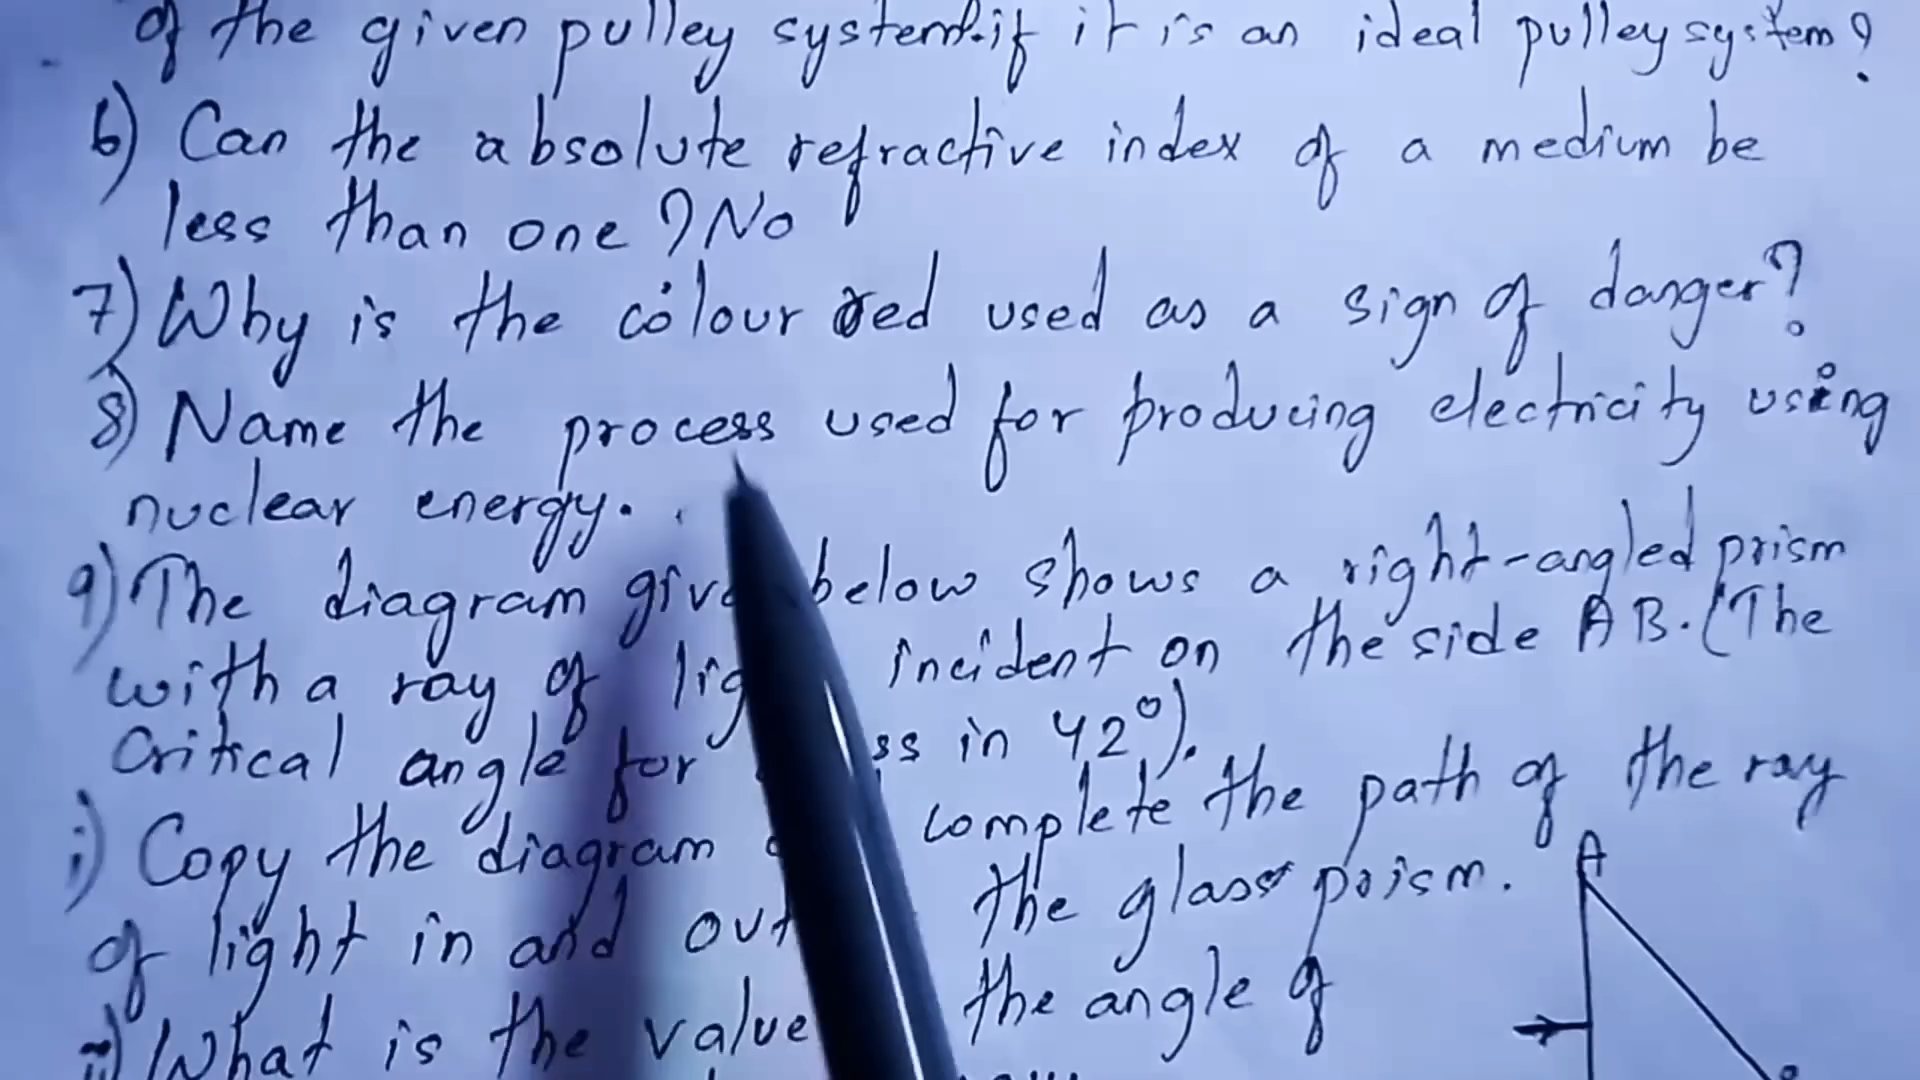 of the given pulley system.if it is an ideal pulley system?
6) Can the absolute refractive index of a medium be
less than one? No
7) Why is the colour red used as a sign of danger?
8) Name the process used for producing electricity using
nuclear energy.
9) The diagram below shows a right-angled prism
with a ray of incident on the side AB. (The
Critical angle for in 42°).
i) Copy the diagram complete the path of the ray
of light in and out the glass prism.
A
ii) What is the value the angle of